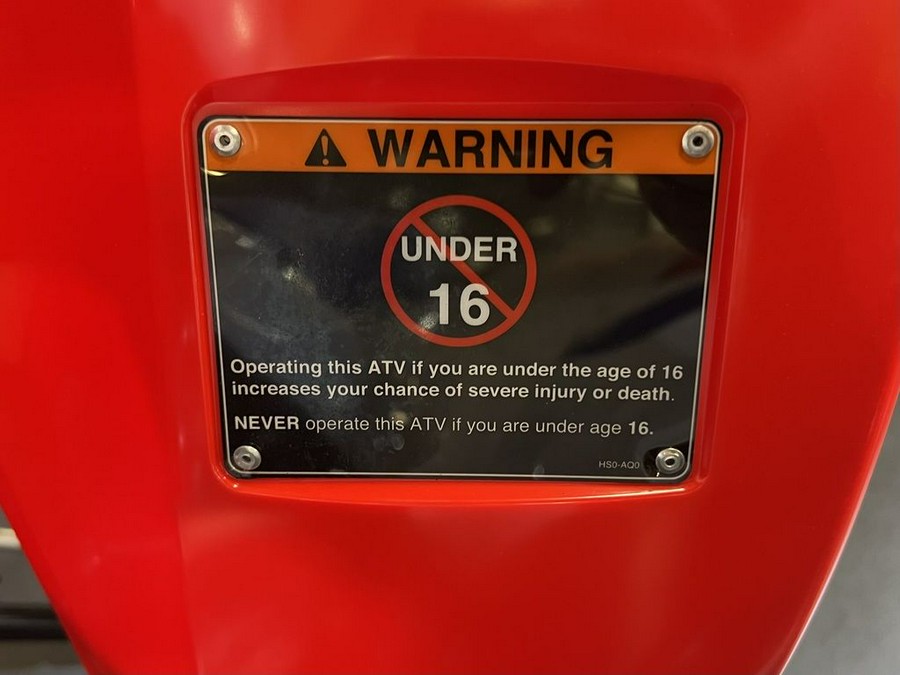 WARNING
UNDER
16
Operating this ATV if you are under the age of 16
increases your chance of severe injury or death.
NEVER operate this ATV if you are under age 16.
HS0-AQ0